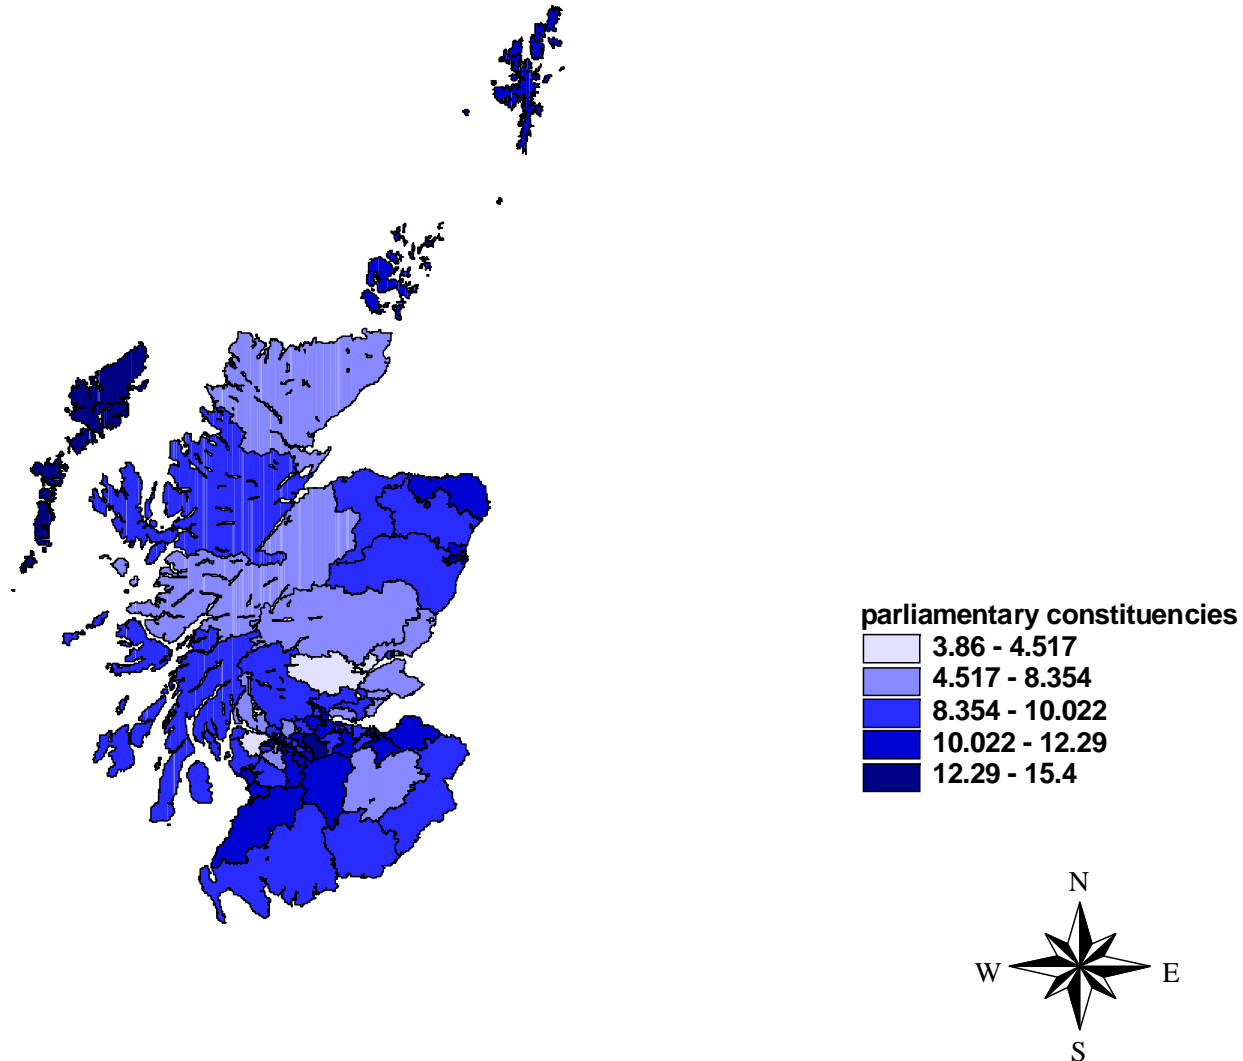 parliamentary constituencies
3.86 - 4.517
4.517 - 8.354
8.354 - 10.022
10.022 - 12.29
12.29 - 15.4
N
W E
S